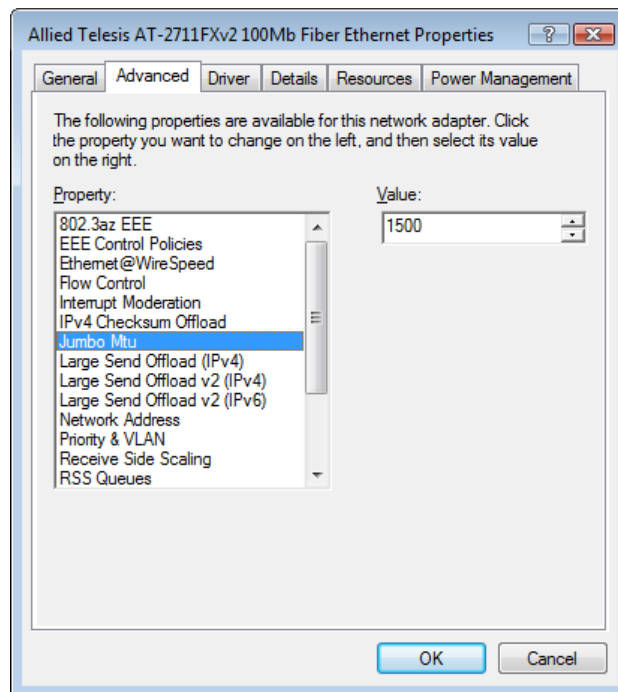 Allied Telesis AT-2711FXv2 100Mb Fiber Ethernet Properties
?
General Advanced Driver Details Resources Power Management
The following properties are available for this network adapter. Click
the property you want to change on the left, and then select its value
on the right.
Property:
Value:
802.3az EEE
EEE Control Policies
Ethernet@WireSpeed
Flow Control
Interrupt Moderation
IPv4 Checksum Offload
Jumbo Mtu
Large Send Offload (IPv4)
Large Send Offload v2 (IPv4)
Large Send Offload v2 (IPv6)
Network Address
Priority & VLAN
Receive Side Scaling
RSS Queues
1500
OK Cancel